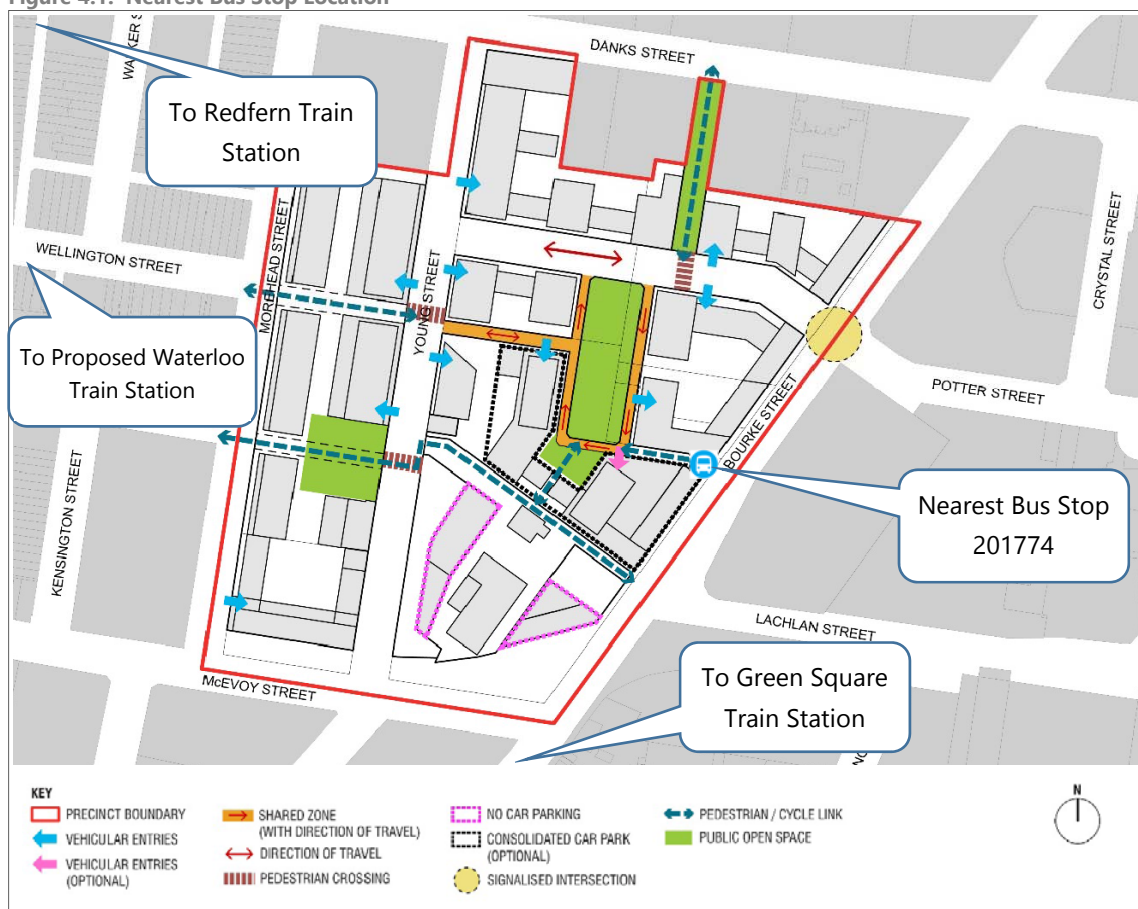 Figure 4.1: Nearest Bus Stop Location
DANKS STREET
To Redfern Train
Station
MOREHEAD STREET
WELLINGTON STREET
YOUNG STREET
CRYSTAL STREET
To Proposed Waterloo
Train Station
POTTER STREET
BOURKE STREET
KENSINGTON STREET
Nearest Bus Stop
201774
LACHLAN STREET
To Green Square
Train Station
McEVOY STREET
KEY
PRECINCT BOUNDARY
VEHICULAR ENTRIES
VEHICULAR ENTRIES
(OPTIONAL)
SHARED ZONE
(WITH DIRECTION OF TRAVEL)
DIRECTION OF TRAVEL
PEDESTRIAN CROSSING
NO CAR PARKING
CONSOLIDATED CAR PARK
(OPTIONAL)
SIGNALISED INTERSECTION
PEDESTRIAN / CYCLE LINK
PUBLIC OPEN SPACE
N